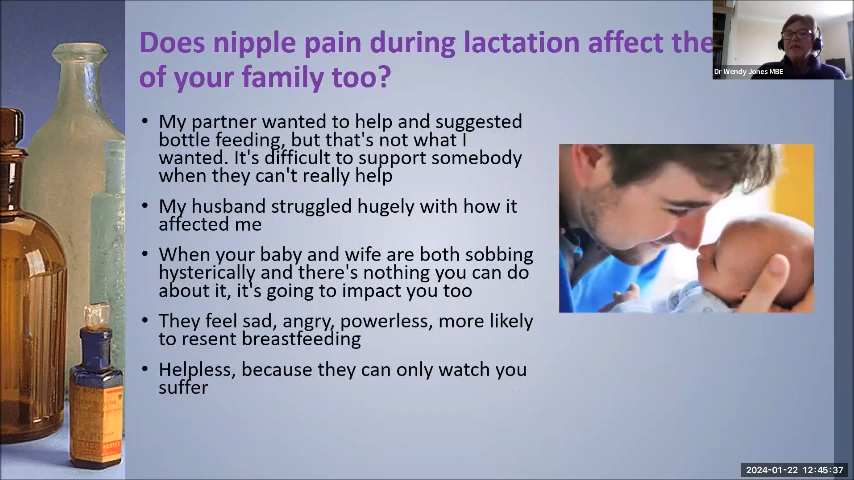 Does nipple pain during lactation affect the
of your family too?
• My partner wanted to help and suggested
bottle feeding, but that's not what I
wanted. It's difficult to support somebody
when they can't really help
• My husband struggled hugely with how it
affected me
• When your baby and wife are both sobbing
hysterically and there's nothing you can do
about it, it's going to impact you too
• They feel sad, angry, powerless, more likely
to resent breastfeeding
• Helpless, because they can only watch you
suffer
Dr Wendy Jones MBE
2024-01-22 12:45:37